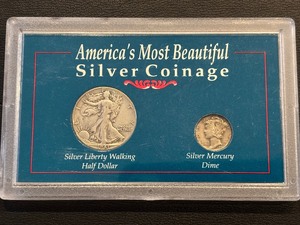 America's Most Beautiful
Silver Coinage
Silver Liberty Walking
Half Dollar
Silver Mercury
Dime